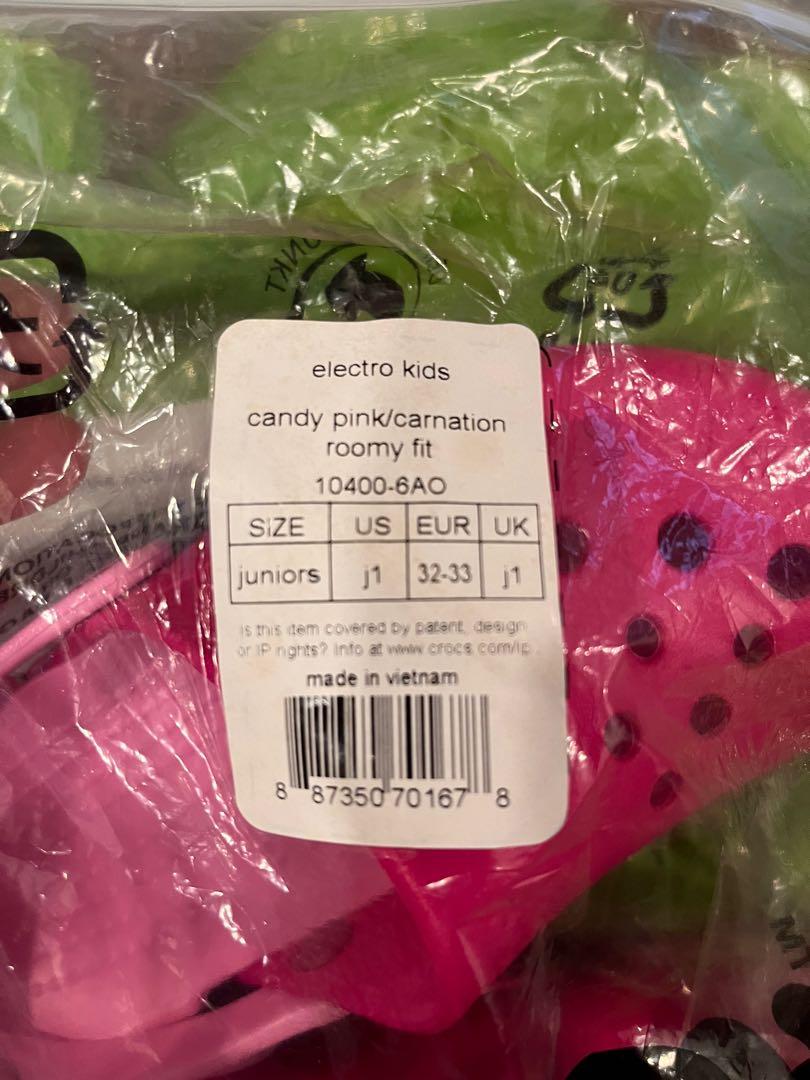 electro kids
candy pink/carnation
roomy fit
10400-6AO
SIZE US EUR UK
juniors j1 32-33 j1
Is this item covered by patent, design
or IP rights? Info at www.crocs.com/ip.
made in vietnam
8 87350 70167 8